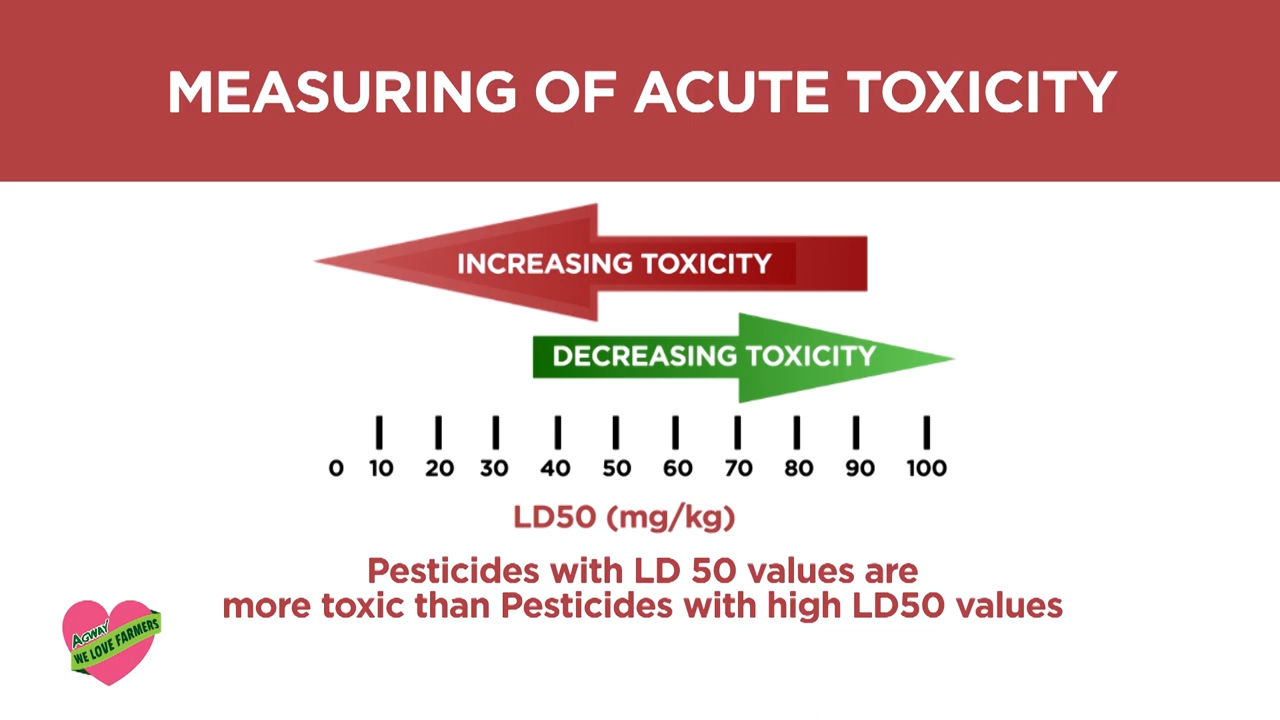 MEASURING OF ACUTE TOXICITY
INCREASING TOXICITY
DECREASING TOXICITY
0 10 20 30 40 50 60 70 80 90 100
LD50 (mg/kg)
Pesticides with LD 50 values are
more toxic than Pesticides with high LD50 values
AGWAY
WE LOVE FARMERS